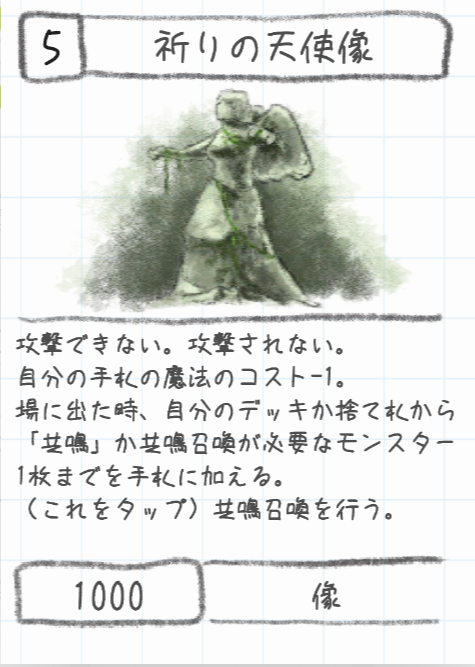 5
祈りの天使像
攻撃できない。攻撃されない。
自分の手札の魔法のコスト-1。
場に出た時、自分のデッキか捨て札から
「共鳴」か共鳴召喚が必要なモンスター
1枚までを手札に加える。
（これをタップ）共鳴召喚を行う。
1000
像